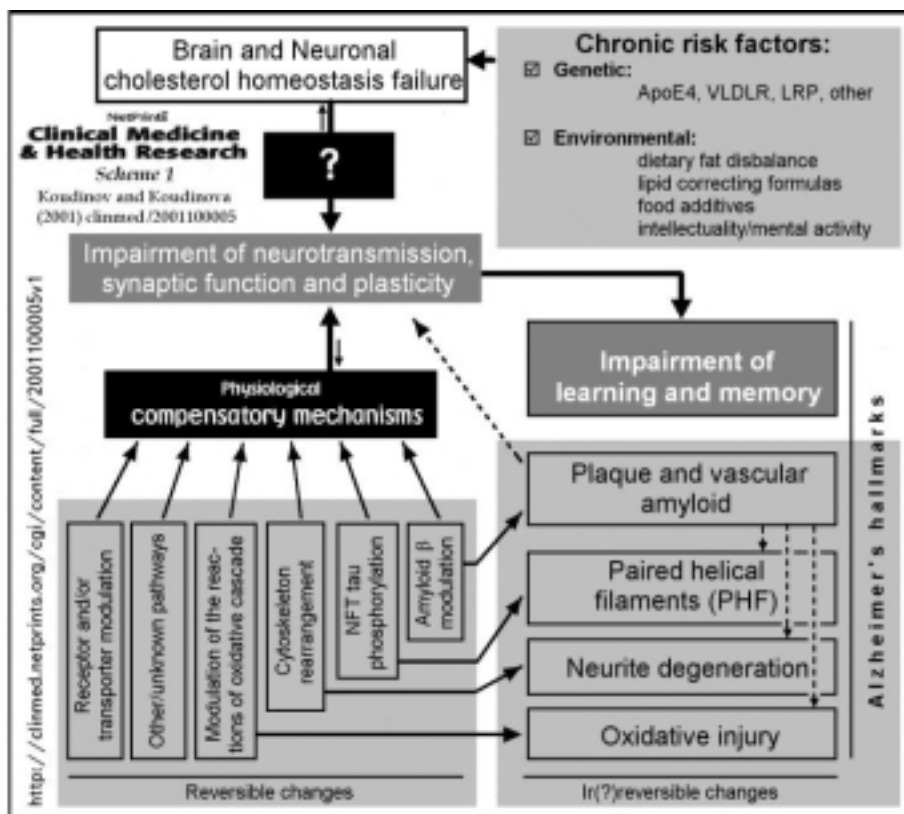 Brain and Neuronal
cholesterol homeostasis failure
Chronic risk factors:
☑ Genetic:
ApoE4, VLDLR, LRP, other
☑ Environmental:
dietary fat disbalance
lipid correcting formulas
food additives
intellectuality/mental activity
NetPrints
Clinical Medicine
& Health Research
Scheme 1
Koudinov and Koudinova
(2001) clinmed/2001100005
?
http://clinmed.netprints.org/cgi/content/full/2001100005v1
Impairment of neurotransmission,
synaptic function and plasticity
Impairment of
learning and memory
Physiological
compensatory mechanisms
Receptor and/or
transporter modulation
Other/unknown pathways
Modulation of the reac-
tions of oxidative cascade
Cytoskeleton
rearrangement
NFT tau
phosphorylation
Amyloid β
modulation
Plaque and vascular
amyloid
Paired helical
filaments (PHF)
Neurite degeneration
Oxidative injury
Alzheimer's hallmarks
Reversible changes
Ir(?)reversible changes